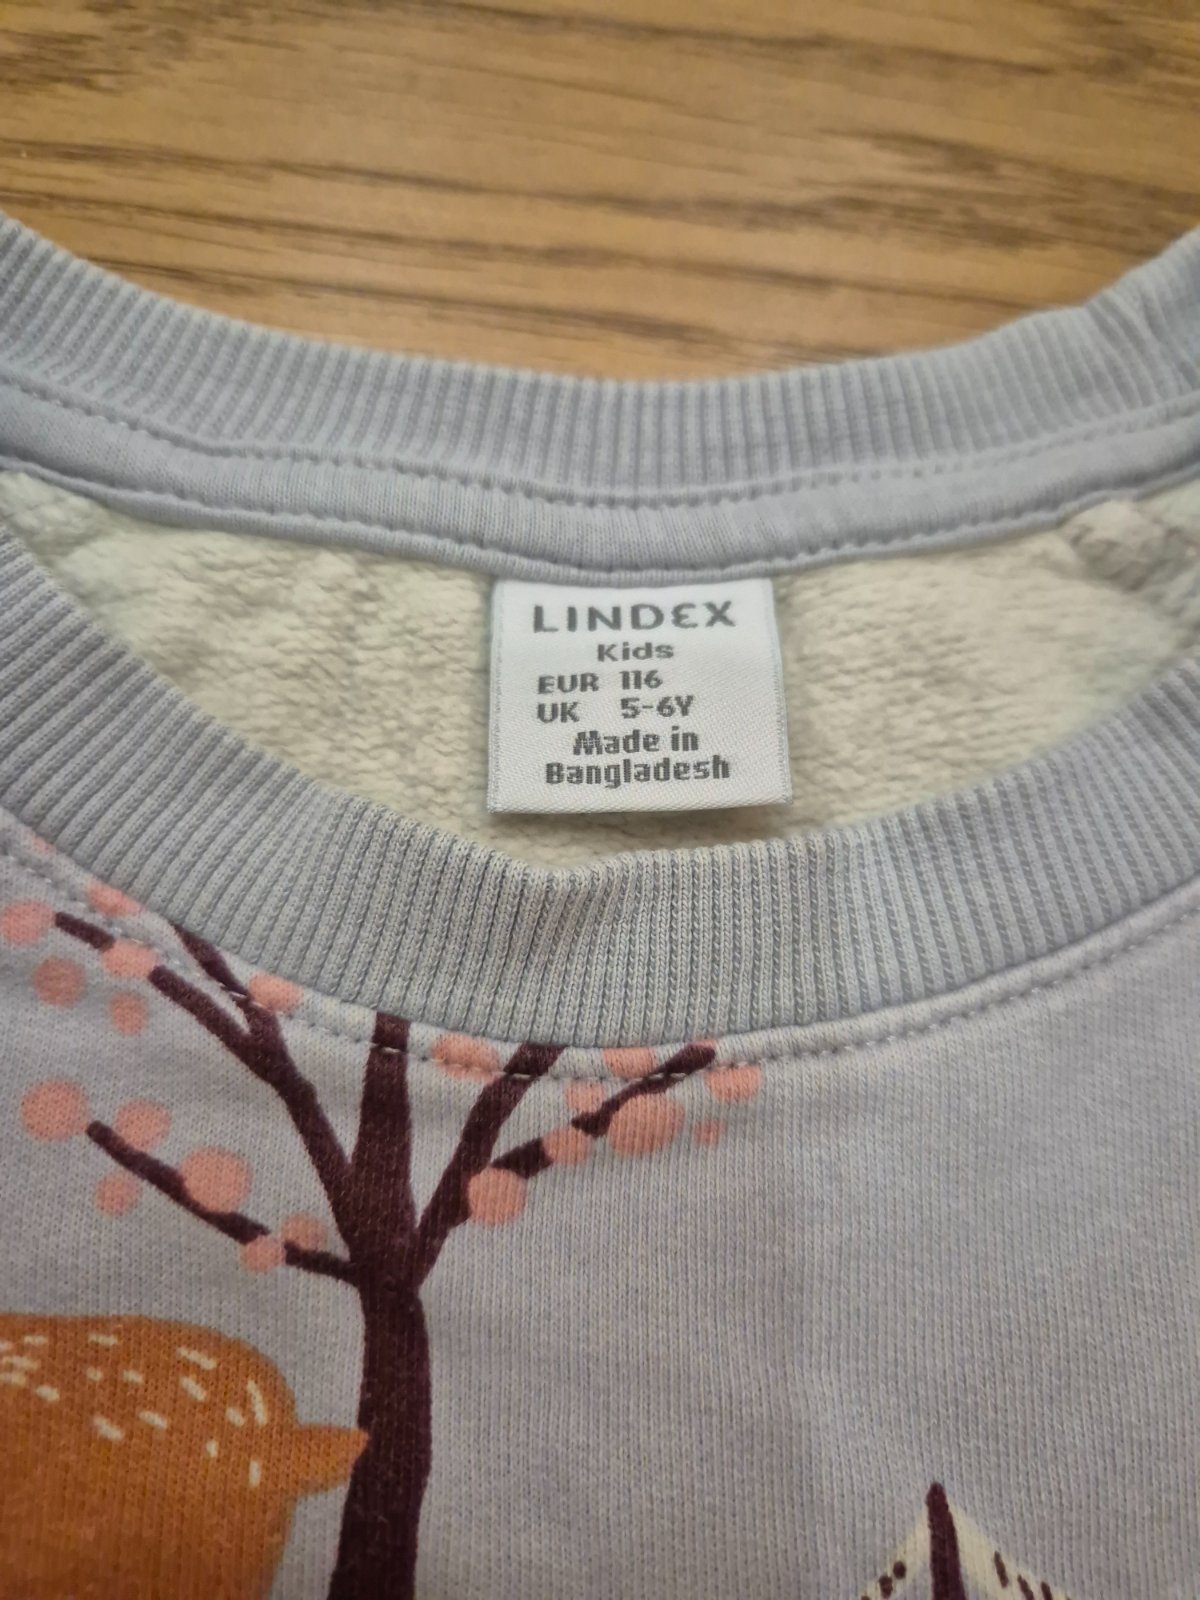 LINDEX
Kids
EUR 116
UK 5-6Y
Made in
Bangladesh